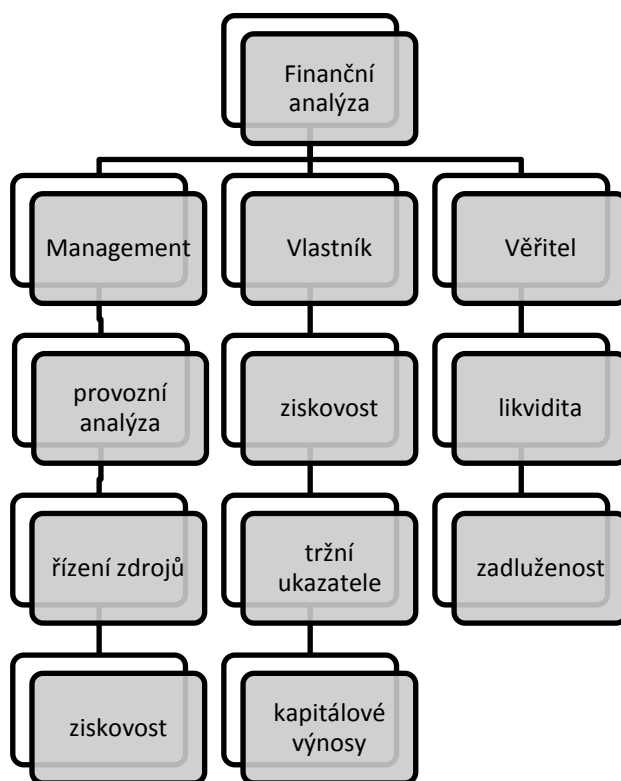 Finanční
analýza
Management
Vlastník
Věřitel
provozní
analýza
ziskovost
likvidita
řízení zdrojů
tržní
ukazatele
zadluženost
ziskovost
kapitálové
výnosy